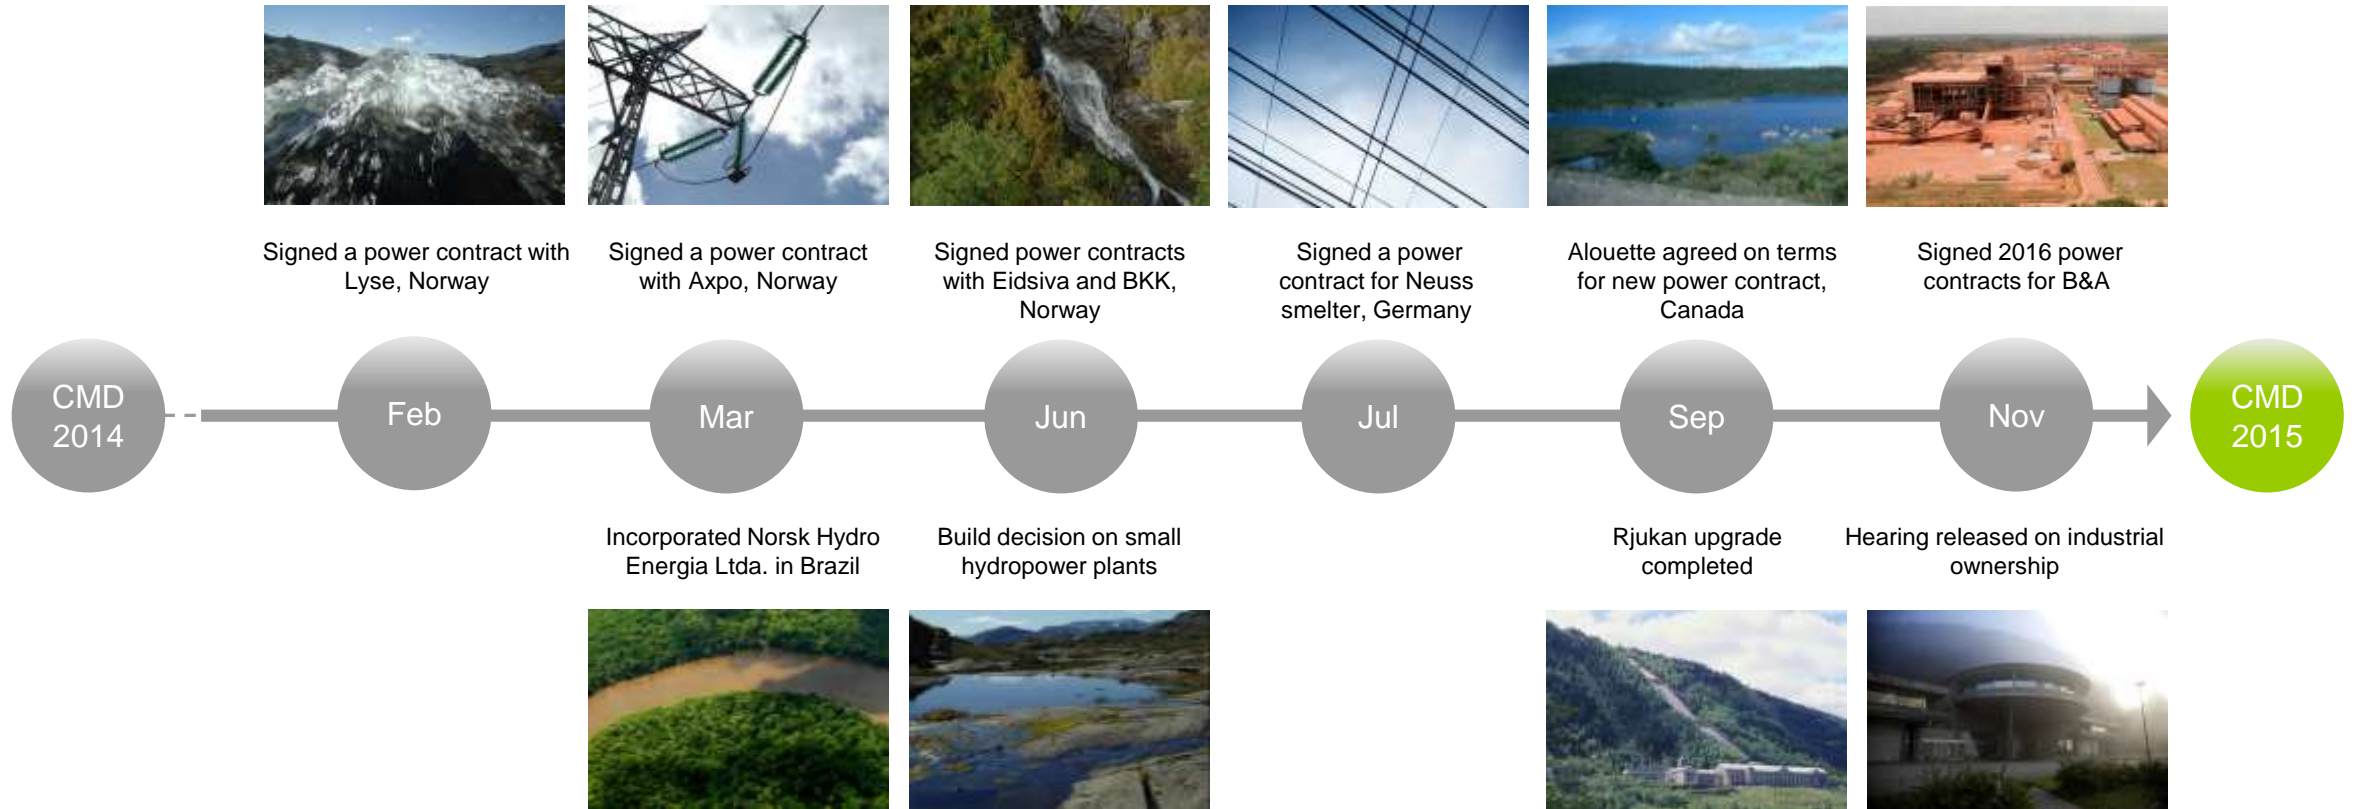 Signed a power contract with
Lyse, Norway
Signed a power contract
with Axpo, Norway
Signed power contracts
with Eidsiva and BKK,
Norway
Signed a power
contract for Neuss
smelter, Germany
Alouette agreed on terms
for new power contract,
Canada
Signed 2016 power
contracts for B&A
CMD
2014
Feb
Mar
Jun
Jul
Sep
Nov
CMD
2015
Incorporated Norsk Hydro
Energia Ltda. in Brazil
Build decision on small
hydropower plants
Rjukan upgrade
completed
Hearing released on industrial
ownership